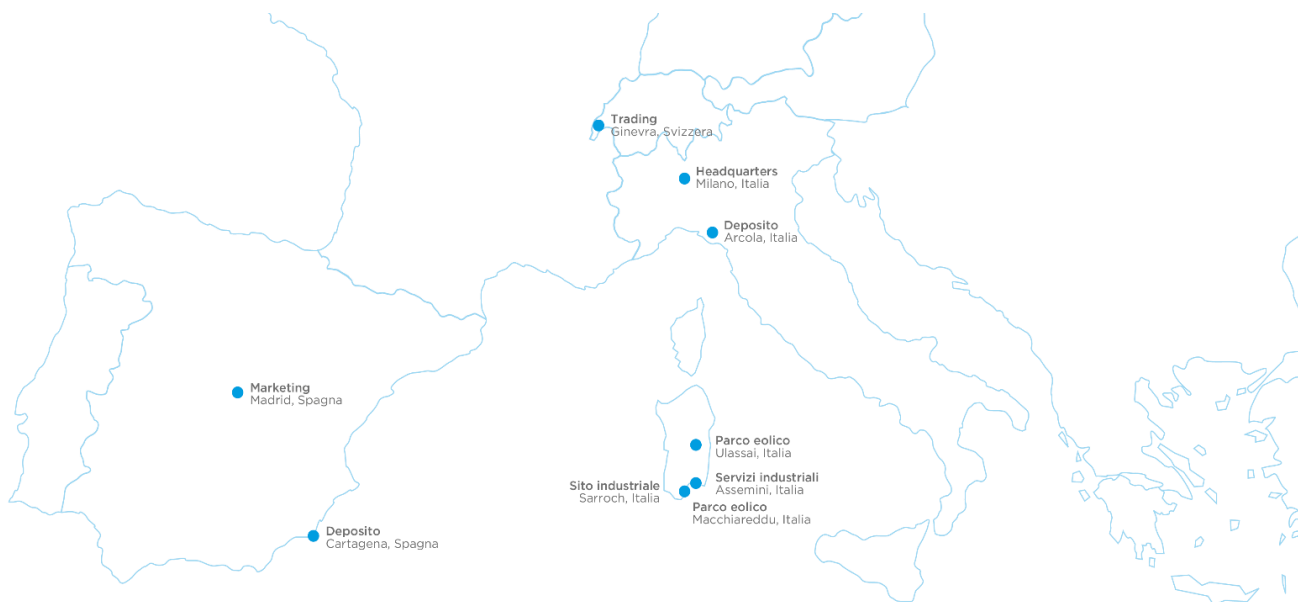 Trading
Ginevra, Svizzera
Headquarters
Milano, Italia
Deposito
Arcola, Italia
Marketing
Madrid, Spagna
Parco eolico
Ulassai, Italia
Servizi industriali
Assemini, Italia
Sito industriale
Sarroch, Italia
Parco eolico
Macchiareddu, Italia
Deposito
Cartagena, Spagna